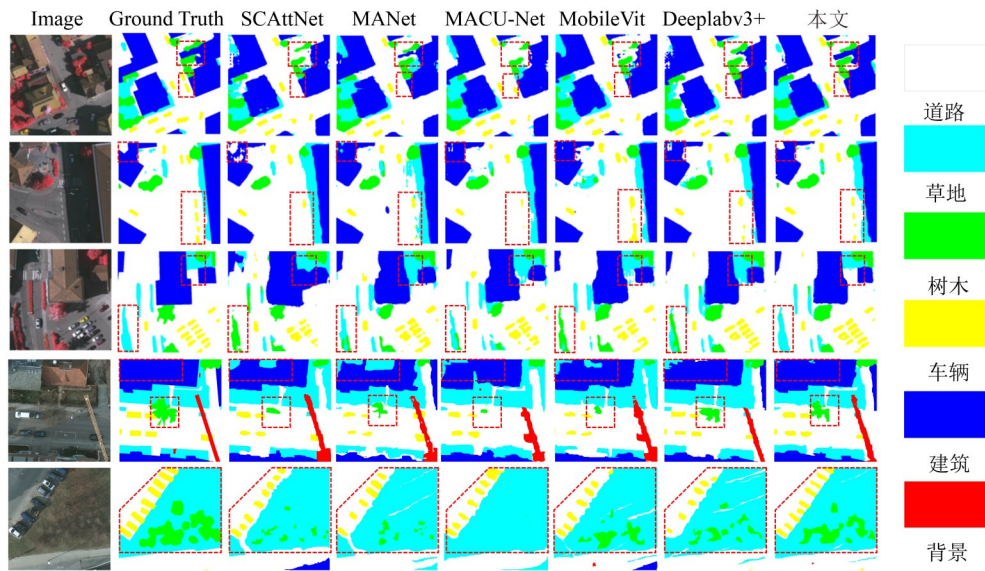 Image Ground Truth SCAttNet MANet MACU-Net MobileVit Deeplabv3+ 本文
道路
草地
树木
车辆
建筑
背景